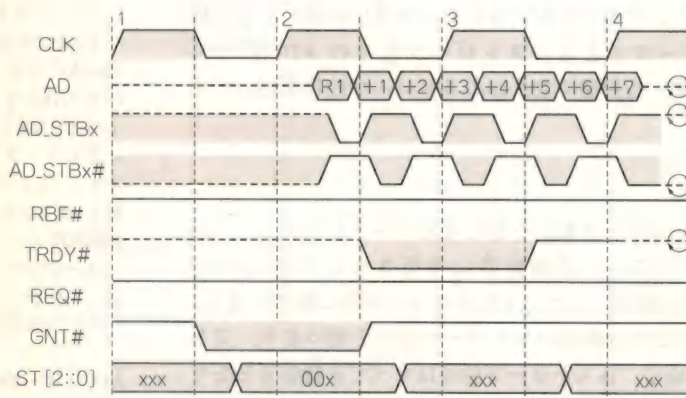 1 2 3 4
CLK
AD R1 +1 +2 +3 +4 +5 +6 +7
AD_STBx
AD_STBx#
RBF#
TRDY#
REQ#
GNT#
ST [2::0] xxx 00x xxx xxx